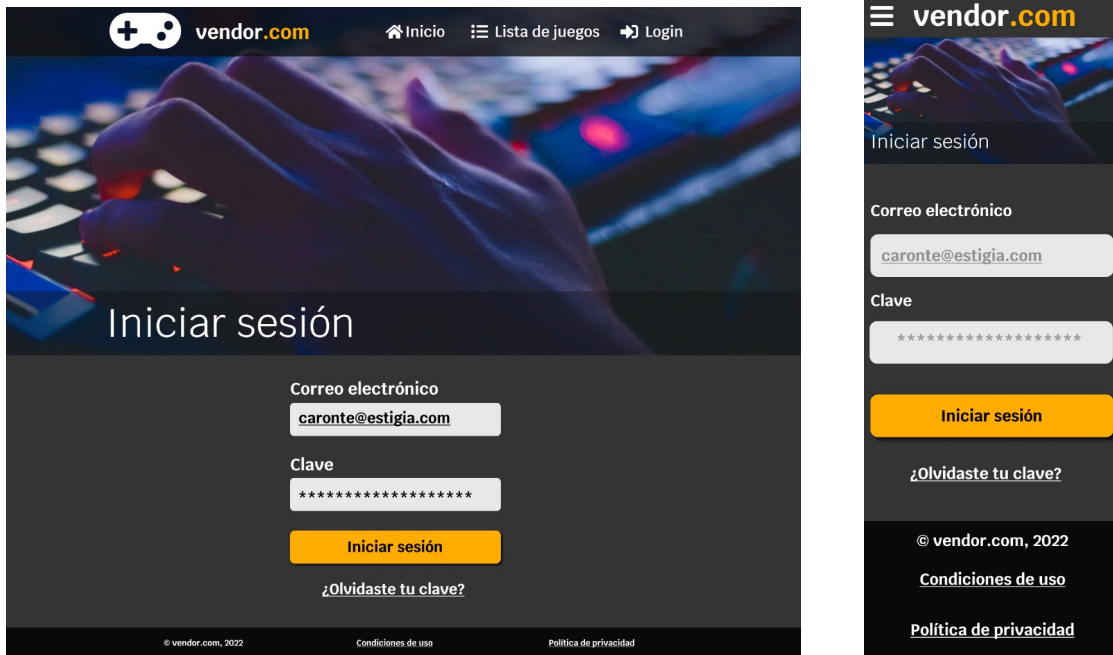 vendor.com Inicio Lista de juegos Login
Iniciar sesión
Correo electrónico
caronte@estigia.com
Clave
*******************
Iniciar sesión
¿Olvidaste tu clave?
© vendor.com, 2022 Condiciones de uso Política de privacidad
vendor.com
Iniciar sesión
Correo electrónico
caronte@estigia.com
Clave
*******************
Iniciar sesión
¿Olvidaste tu clave?
© vendor.com, 2022
Condiciones de uso
Política de privacidad